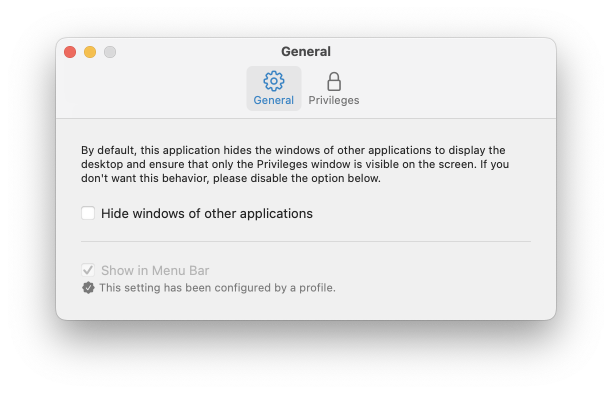 General
General
Privileges
By default, this application hides the windows of other applications to display the
desktop and ensure that only the Privileges window is visible on the screen. If you
don't want this behavior, please disable the option below.
Hide windows of other applications
Show in Menu Bar
This setting has been configured by a profile.